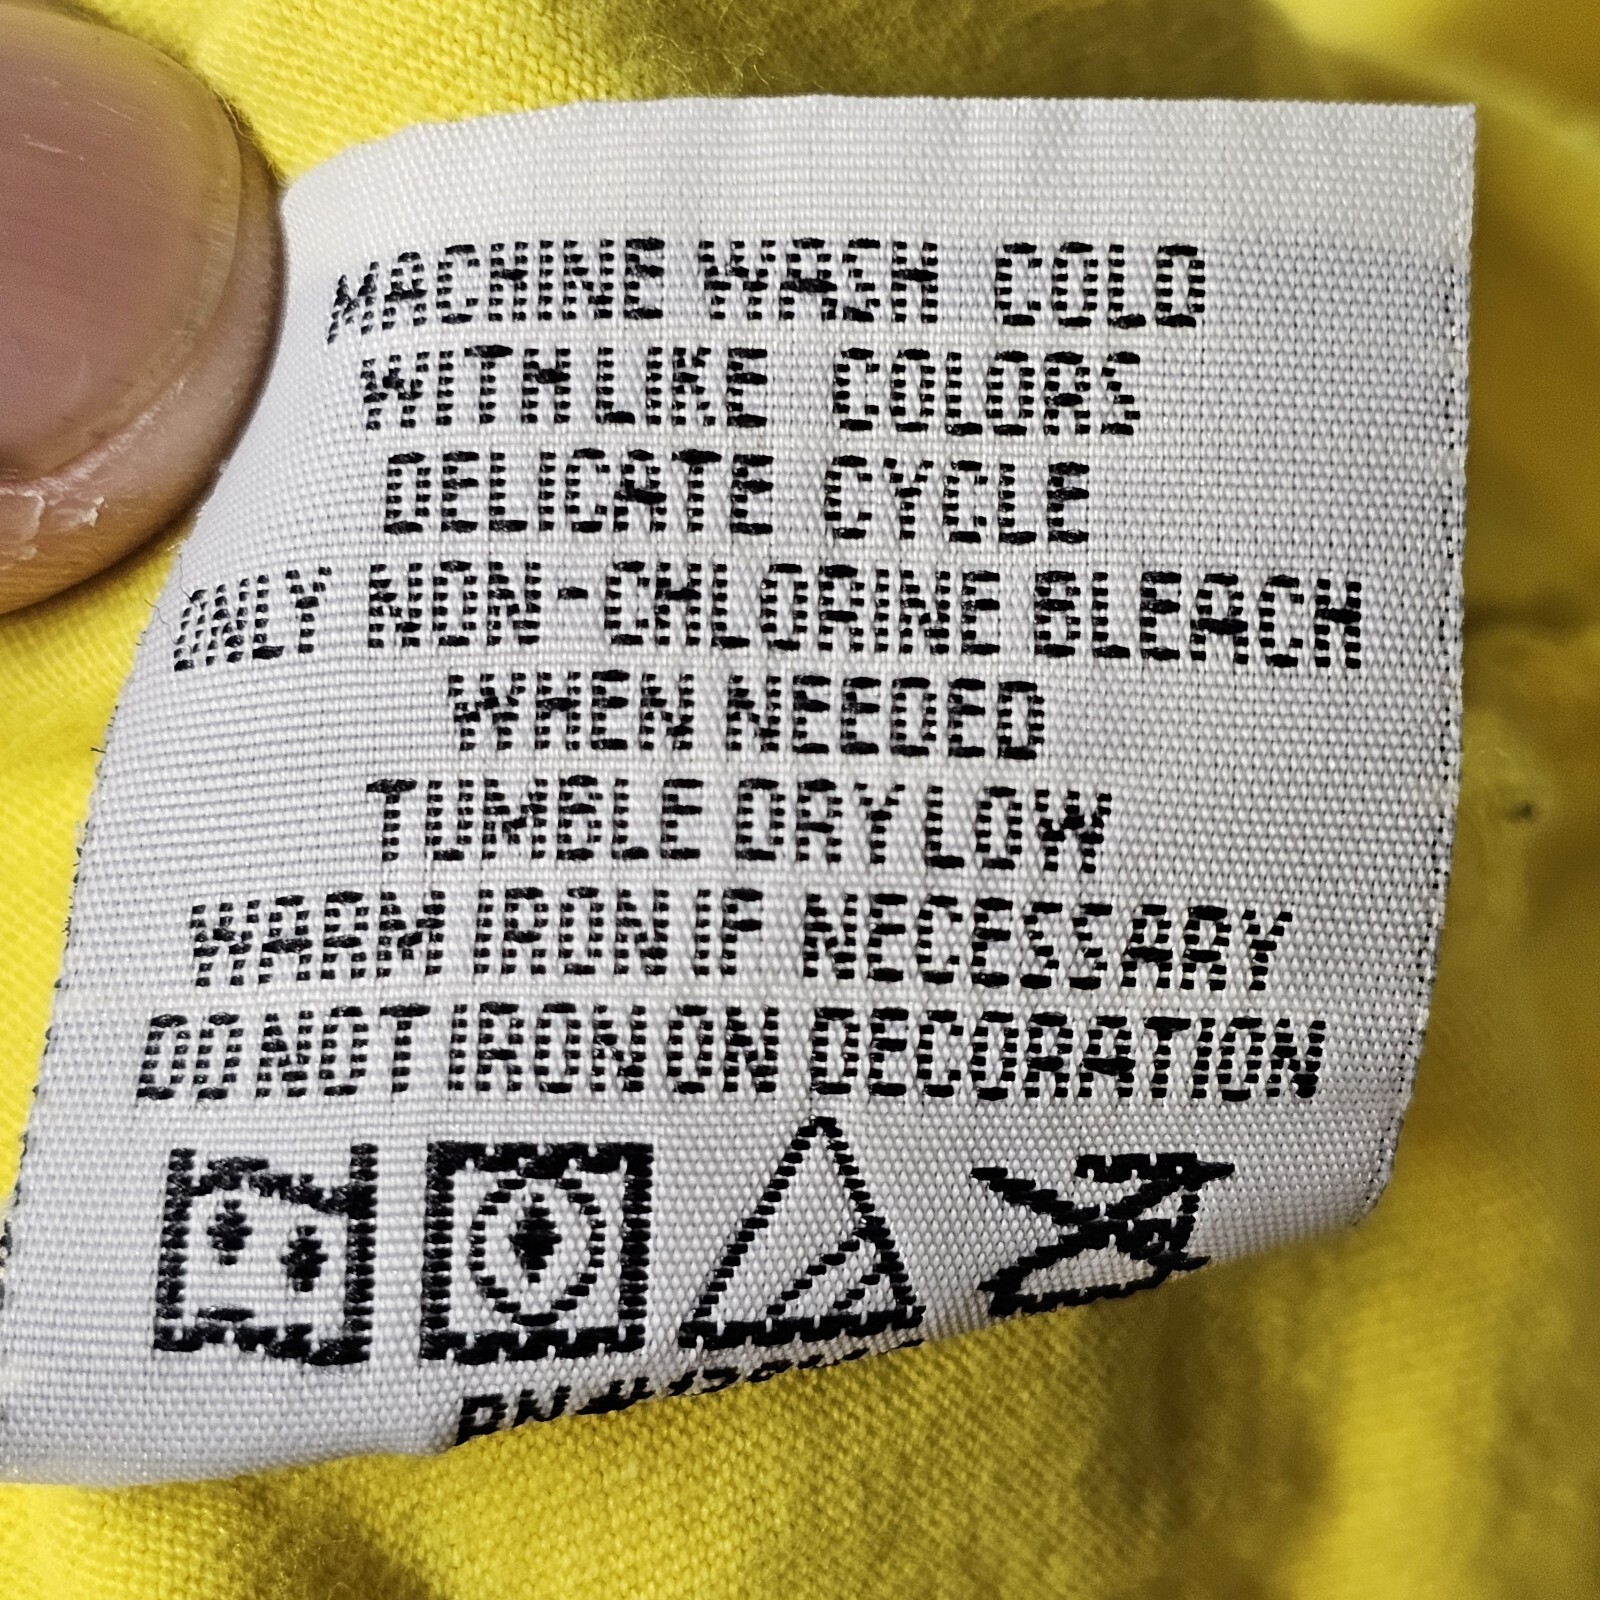 MACHINE WASH COLD
WITH LIKE COLORS
DELICATE CYCLE
ONLY NON-CHLORINE BLEACH
WHEN NEEDED
TUMBLE DRY LOW
WARM IRON IF NECESSARY
DO NOT IRON ON DECORATION
RN#